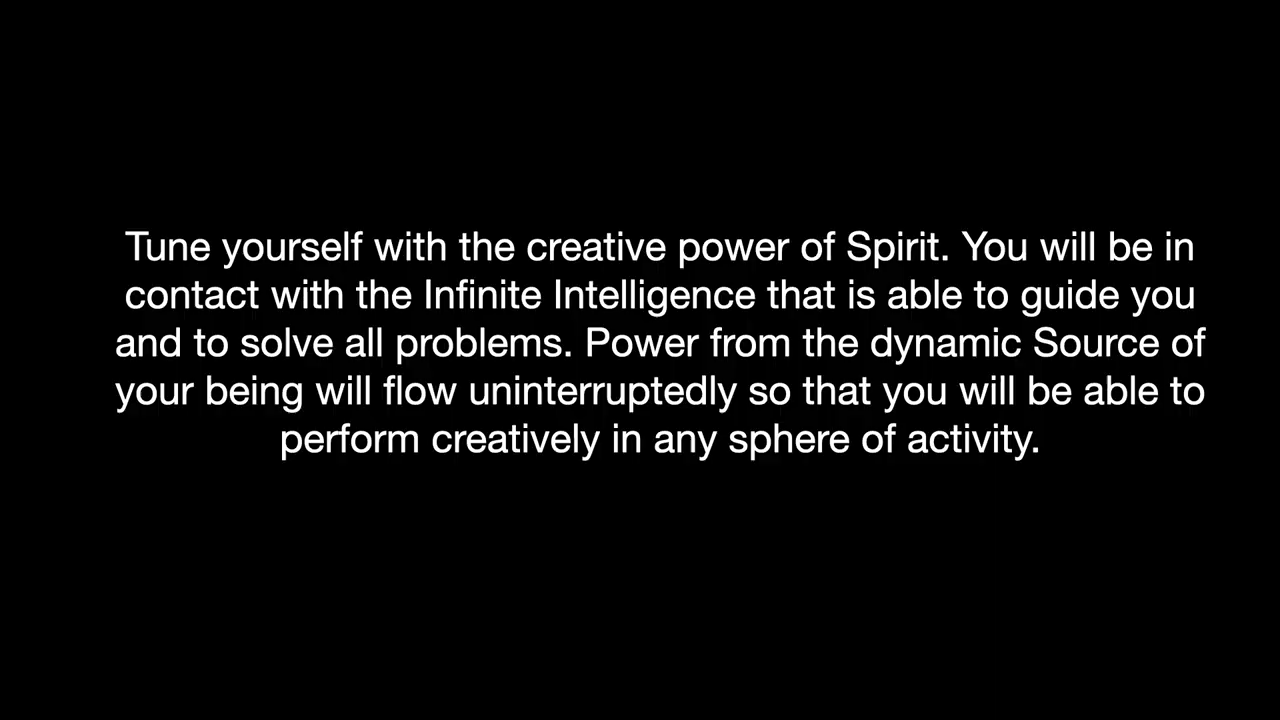 Tune yourself with the creative power of Spirit. You will be in
contact with the Infinite Intelligence that is able to guide you
and to solve all problems. Power from the dynamic Source of
your being will flow uninterruptedly so that you will be able to
perform creatively in any sphere of activity.